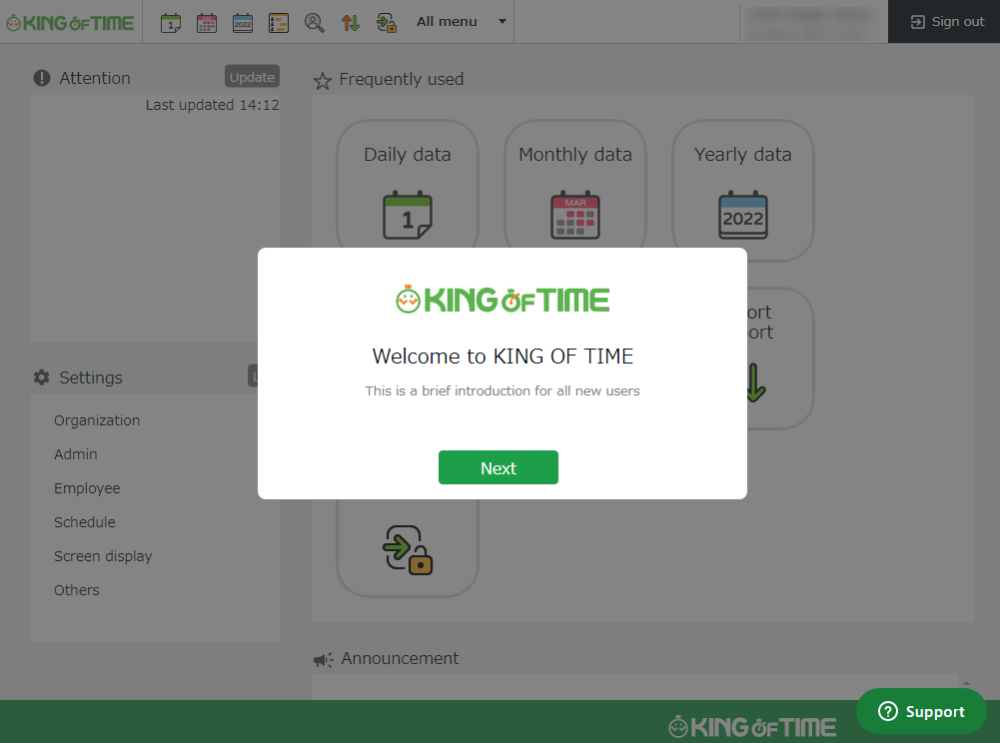 KING OF TIME
1
2022
All menu
Sign out
Attention
Update
Last updated 14:12
Frequently used
Daily data
Monthly data
Yearly data
1
MAR
2022
KING OF TIME
Welcome to KING OF TIME
This is a brief introduction for all new users
Next
ort
ort
Settings
Organization
Admin
Employee
Schedule
Screen display
Others
Announcement
Support
KING OF TIME